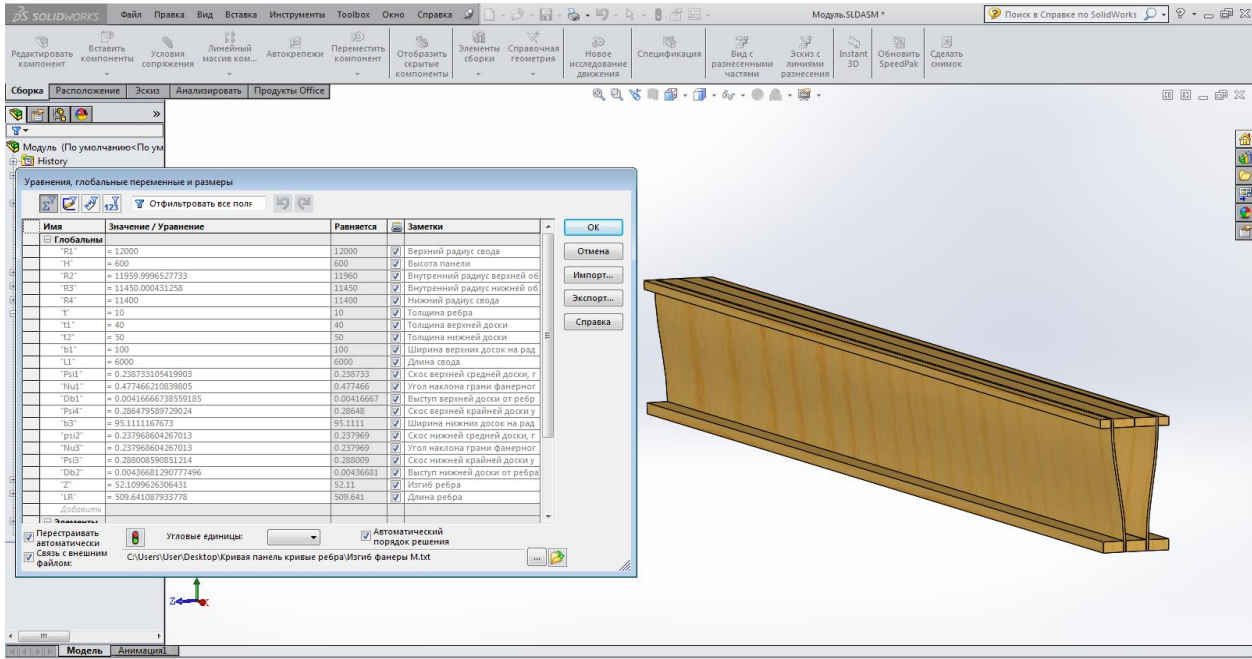 SOLIDWORKS Файл Правка Вид Вставка Инструменты Toolbox Окно Справка Модуль.SLDASM * Поиск в Справке по SolidWorks
Редактировать компонент
Вставить компоненты
Условия сопряжения
Линейный массив ком...
Автокрепежи
Переместить компонент
Отобразить скрытые компоненты
Элементы сборки
Справочная геометрия
Новое исследование движения
Спецификация
Вид с разнесенными частями
Эскиз с линиями разнесения
Instant 3D
Обновить SpeedPak
Сделать снимок
Сборка Расположение Эскиз Анализировать Продукты Office
Модуль (По умолчанию<По ум
History
Уравнения, глобальные переменные и размеры
Отфильтровать все поля
Имя Значение / Уравнение Равняется Заметки
Глобальны
"R1" = 12000 12000 Верхний радиус свода
"H" = 600 600 Высота панели
"R2" = 11959.9996527733 11960 Внутренний радиус верхней об
"R3" = 11450.000431258 11450 Внутренний радиус нижней об
"R4" = 11400 11400 Нижний радиус свода
"t" = 10 10 Толщина ребра
"t1" = 40 40 Толщина верхней доски
"t2" = 50 50 Толщина нижней доски
"b1" = 100 100 Ширина верхних досок на рад
"L1" = 6000 6000 Длина свода
"Psi1" = 0.238733105419903 0.238733 Скос верхней средней доски, г
"Nu1" = 0.477466210839805 0.477466 Угол наклона грани фанерног
"Db1" = 0.00416666738559185 0.00416667 Выступ верхней доски от ребр
"Psi4" = 0.286479589729024 0.28648 Скос верхней крайней доски у
"b3" = 95.1111167673 95.1111 Ширина нижних досок на рад
"psi2" = 0.237968604267013 0.237969 Скос нижней средней доски, г
"Nu3" = 0.237968604267013 0.237969 Угол наклона грани фанерног
"Psi3" = 0.288008590851214 0.288009 Скос нижней крайней доски у
"Db2" = 0.00436681290777496 0.00436681 Выступ нижней доски от ребра
"Z" = 52.1099626306431 52.11 Изгиб ребра
"LR" = 509.641087933778 509.641 Длина ребра
Добавить
Элементы
OK
Отмена
Импорт...
Экспорт...
Справка
Перестраивать автоматически
Угловые единицы:
Автоматический порядок решения
Связь с внешним файлом:
C:\Users\User\Desktop\Кривая панель кривые ребра\Изгиб фанеры М.txt
...
Z
X
Модель Анимация1